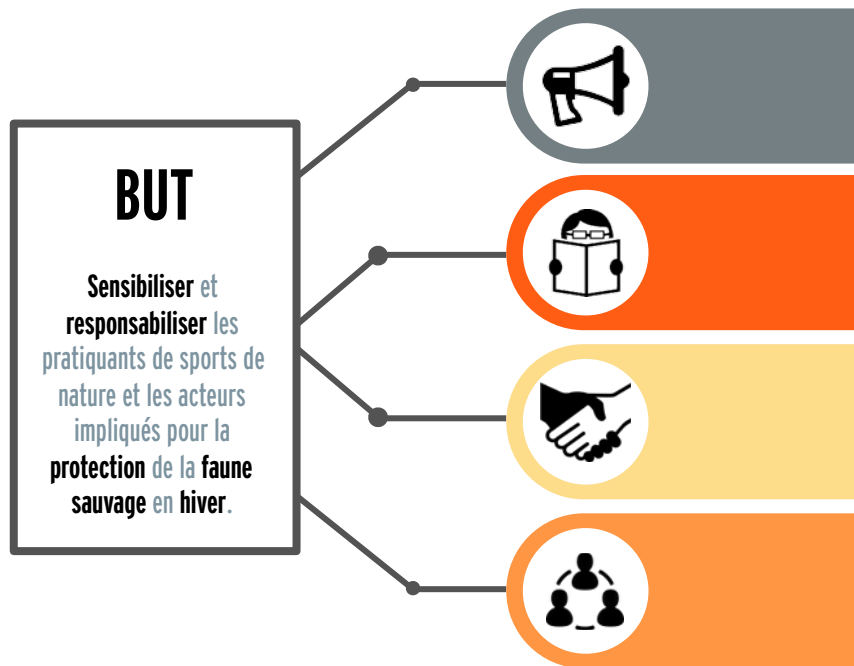 BUT
Sensibiliser et
responsabiliser les
pratiquants de sports de
nature et les acteurs
impliqués pour la
protection de la faune
sauvage en hiver.